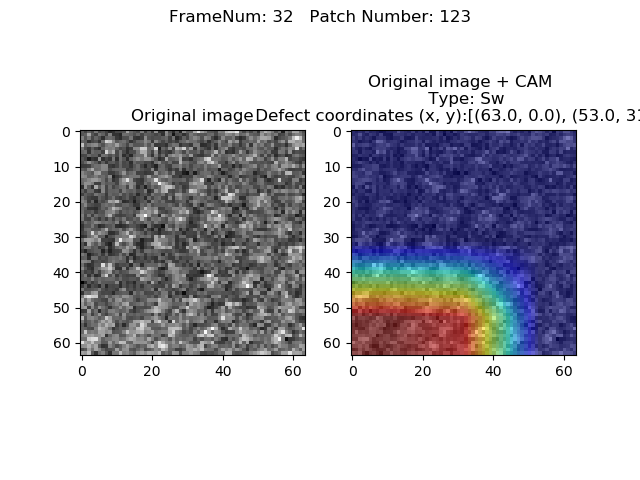 FrameNum: 32   Patch Number: 123
Original image + CAM
Type: Sw
Original image
Defect coordinates (x, y):[(63.0, 0.0), (53.0, 31
0
10
20
30
40
50
60
0 20 40 60
0
10
20
30
40
50
60
0 20 40 60